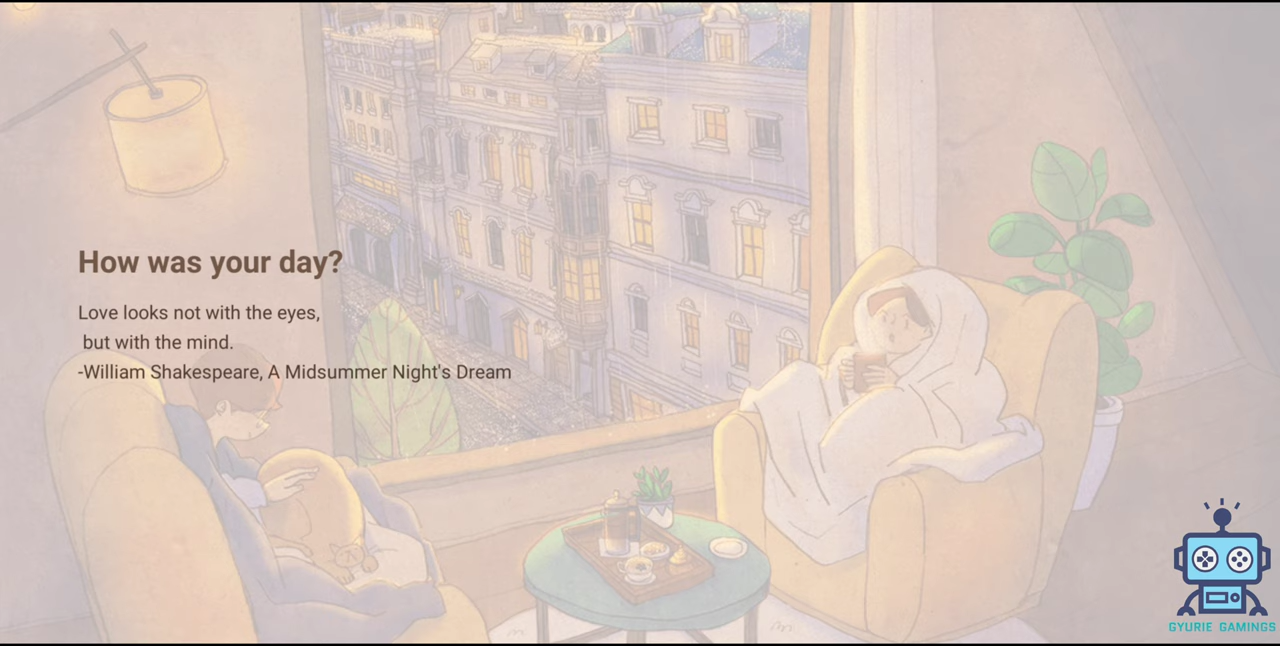 How was your day?
Love looks not with the eyes,
but with the mind.
-William Shakespeare, A Midsummer Night's Dream
GYURIE GAMINGS